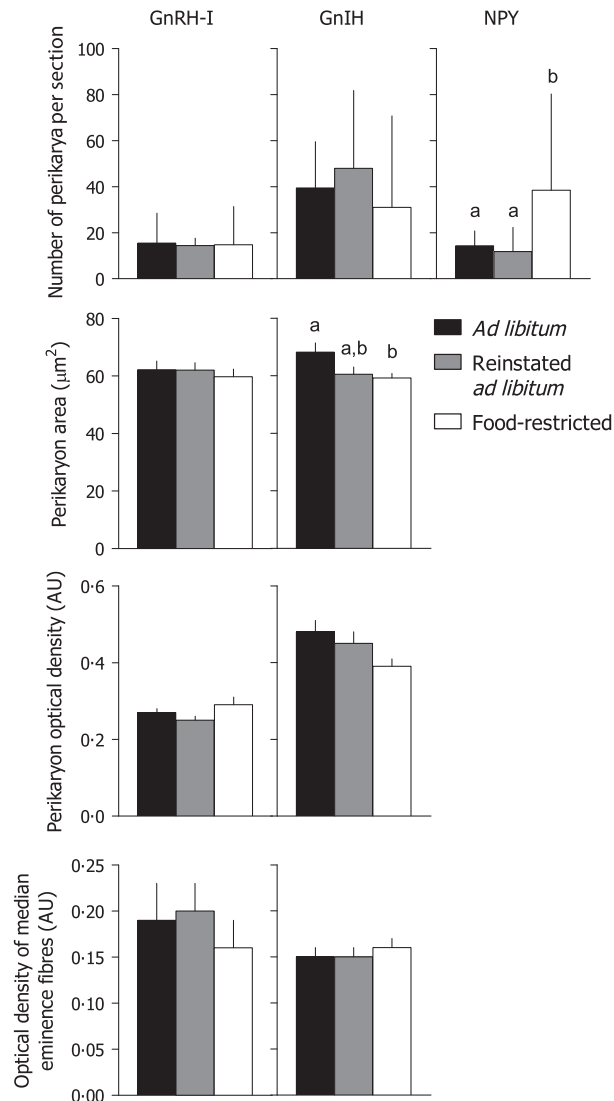 GnRH-I GnIH NPY
Number of perikarya per section
100
80
60
40
20
0
a a b
Perikaryon area (μm²)
80
60
40
20
0
a a,b b
Ad libitum
Reinstated
ad libitum
Food-restricted
Perikaryon optical density (AU)
0·6
0·4
0·2
0·0
Optical density of median
eminence fibres (AU)
0·25
0·20
0·15
0·10
0·05
0·00